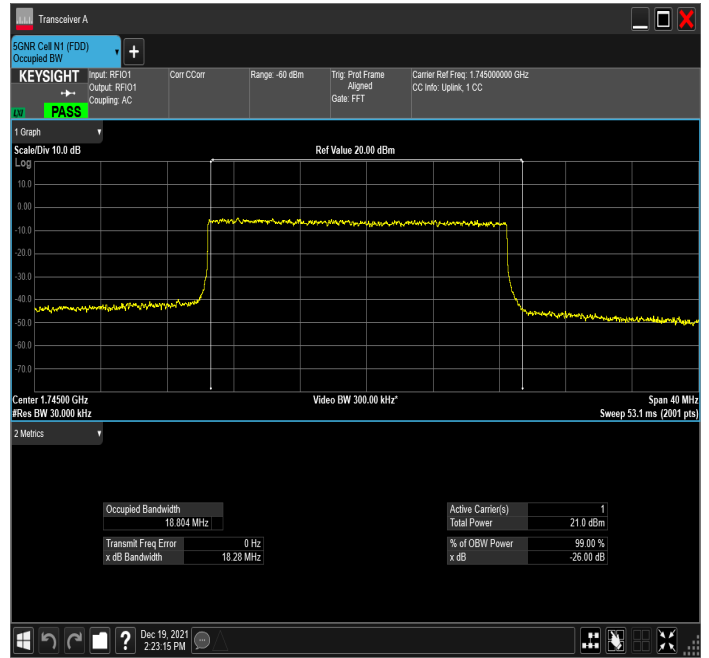 Transceiver A
5GNR Cell N1 (FDD)
Occupied BW
KEYSIGHT
Input: RFIO1
Output: RFIO1
Coupling: AC
Corr CCorr
Range: -60 dBm
Trig: Prot Frame
Aligned
Gate: FFT
Carrier Ref Freq: 1.745000000 GHz
CC Info: Uplink, 1 CC
LXI
PASS
1 Graph
Scale/Div 10.0 dB
Ref Value 20.00 dBm
Log
10.0
0.00
-10.0
-20.0
-30.0
-40.0
-50.0
-60.0
-70.0
Center 1.74500 GHz
Video BW 300.00 kHz*
Span 40 MHz
#Res BW 30.000 kHz
Sweep 53.1 ms (2001 pts)
2 Metrics
Occupied Bandwidth
18.804 MHz
Transmit Freq Error 0 Hz
x dB Bandwidth 18.28 MHz
Active Carrier(s) 1
Total Power 21.0 dBm
% of OBW Power 99.00 %
x dB -26.00 dB
Dec 19, 2021
2:23:15 PM